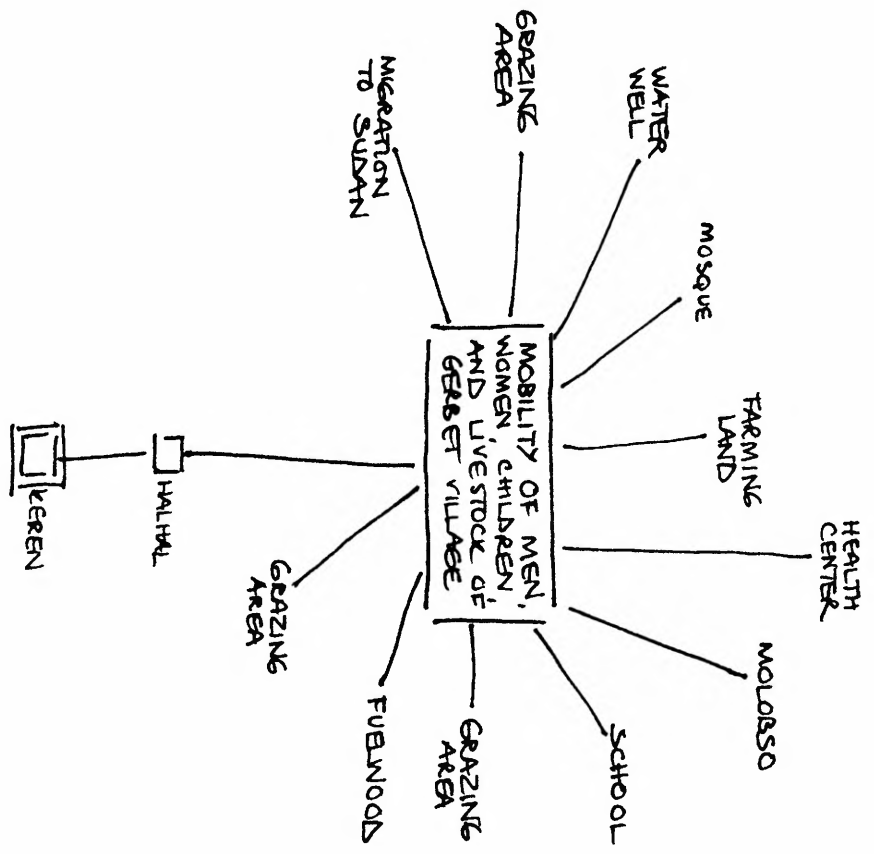 HEALTH
CENTER
FARMING
LAND
MOLOBSO
MOSQUE
WATER
WELL
SCHOOL
GRAZING
AREA
MOBILITY OF MEN,
WOMEN, CHILDREN,
AND LIVESTOCK OF
GERBET VILLAGE
GRAZING
AREA
MIGRATION
TO SUDAN
FUELWOOD
GRAZING
AREA
HALHAL
KEREN